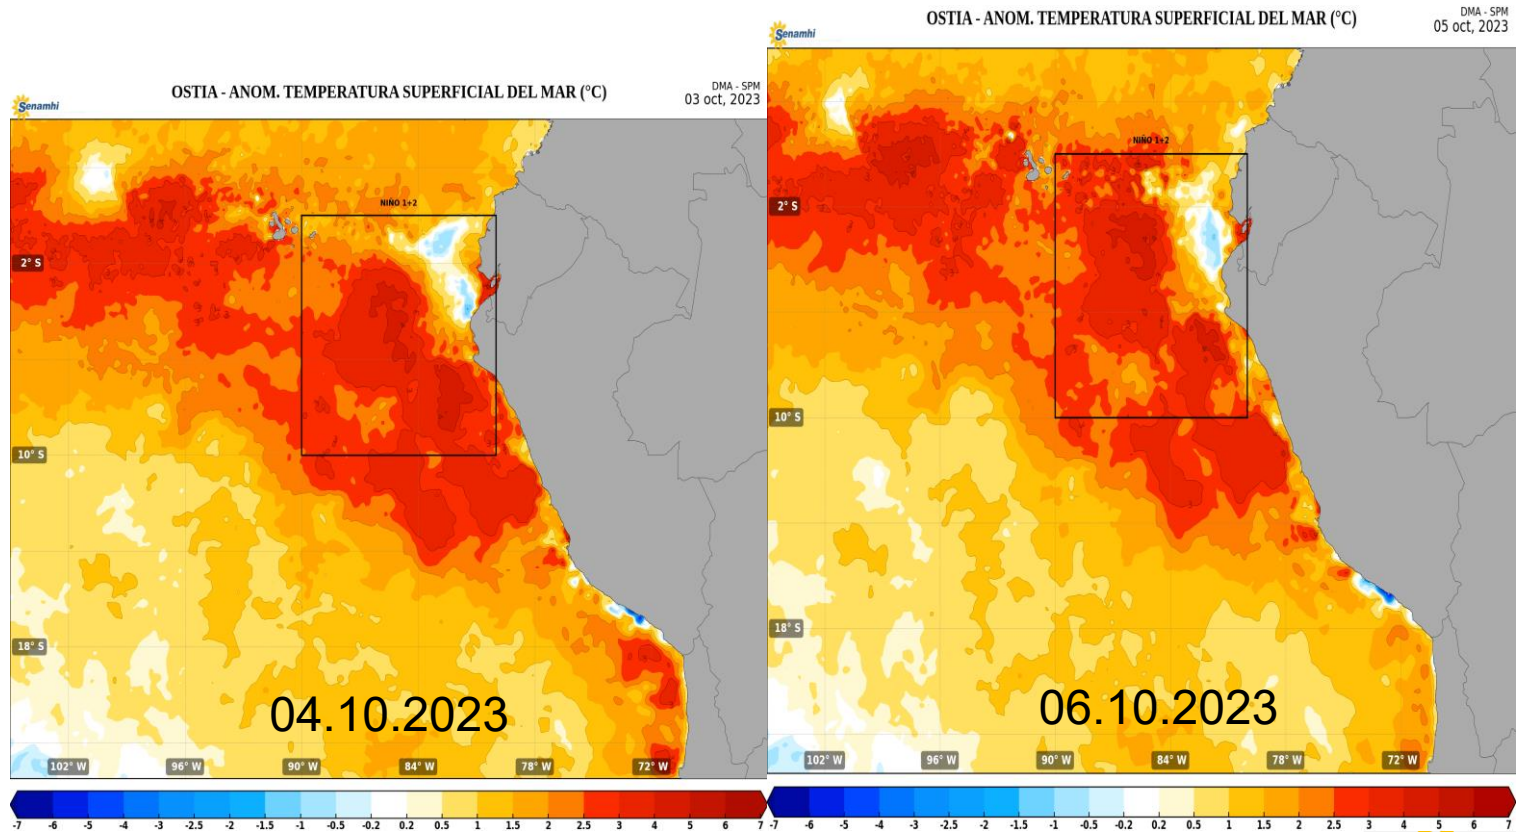 OSTIA - ANOM. TEMPERATURA SUPERFICIAL DEL MAR (°C)
DMA - SPM
03 oct, 2023
Senamhi
NIÑO 1+2
2° S
10° S
18° S
04.10.2023
102° W 96° W 90° W 84° W 78° W 72° W
-7 -6 -5 -4 -3 -2.5 -2 -1.5 -1 -0.5 -0.2 0.2 0.5 1 1.5 2 2.5 3 4 5 6 7
OSTIA - ANOM. TEMPERATURA SUPERFICIAL DEL MAR (°C)
DMA - SPM
05 oct, 2023
Senamhi
NIÑO 1+2
2° S
10° S
18° S
06.10.2023
102° W 96° W 90° W 84° W 78° W 72° W
-7 -6 -5 -4 -3 -2.5 -2 -1.5 -1 -0.5 -0.2 0.2 0.5 1 1.5 2 2.5 3 4 5 6 7